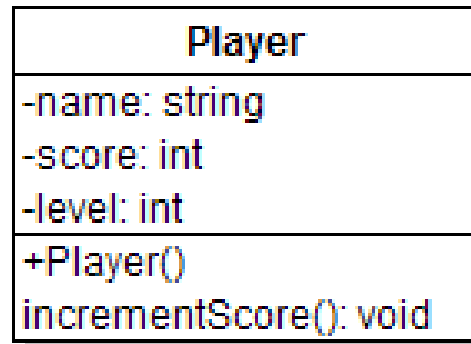 Player
-name: string
-score: int
-level: int
+Player()
incrementScore(): void